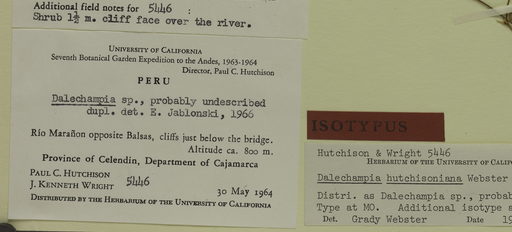 Additional field notes for 5446 :
Shrub 1½ m. cliff face over the river.
UNIVERSITY OF CALIFORNIA
Seventh Botanical Garden Expedition to the Andes, 1963-1964
Director, Paul C. Hutchison
PERU
Dalechampia sp., probably undescribed
dupl. det. E. Jablonski, 1966
Río Marañon opposite Balsas, cliffs just below the bridge.
Altitude ca. 800 m.
Province of Celendin, Department of Cajamarca
PAUL C. HUTCHISON
J. KENNETH WRIGHT 5446
30 May 1964
DISTRIBUTED BY THE HERBARIUM OF THE UNIVERSITY OF CALIFORNIA
ISOTYPUS
Hutchison & Wright 5446
HERBARIUM OF THE UNIVERSITY OF CALIFO
Dalechampia hutchisoniana Webster
Distri. as Dalechampia sp., probab
Type at MO. Additional isotype a
Det. Grady Webster Date 19